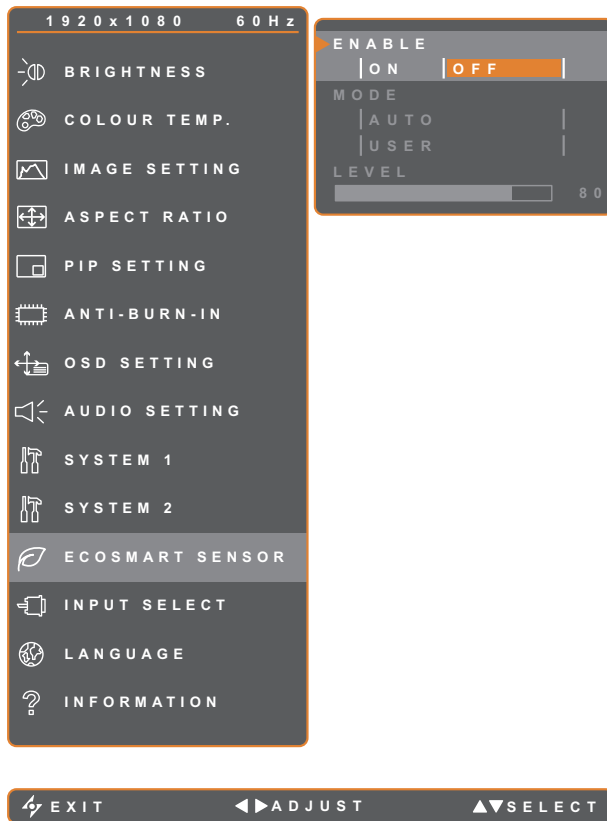 1920x1080 60Hz
BRIGHTNESS
COLOUR TEMP.
IMAGE SETTING
ASPECT RATIO
PIP SETTING
ANTI-BURN-IN
OSD SETTING
AUDIO SETTING
SYSTEM 1
SYSTEM 2
ECOSMART SENSOR
INPUT SELECT
LANGUAGE
INFORMATION
ENABLE
ON OFF
MODE
AUTO
USER
LEVEL
80
EXIT ADJUST SELECT